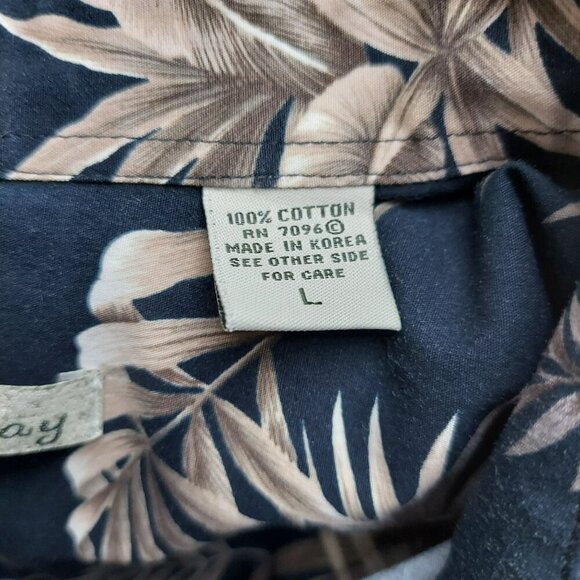 100% COTTON
RN 7096©
MADE IN KOREA
SEE OTHER SIDE
FOR CARE
L
ay